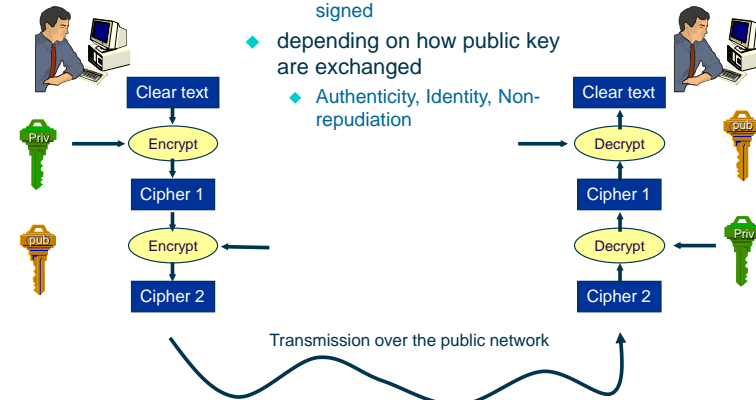 signed
depending on how public key
are exchanged
Authenticity, Identity, Non-
repudiation
Clear text
Clear text
Priv
Encrypt
Decrypt
pub
Cipher 1
Cipher 1
pub
Encrypt
Decrypt
Priv
Cipher 2
Cipher 2
Transmission over the public network